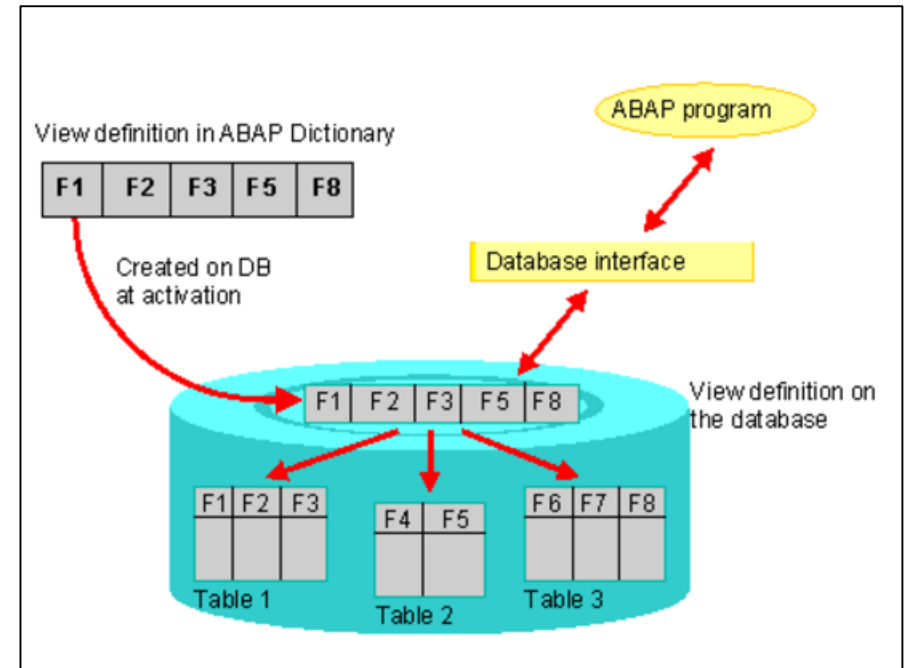 ABAP program
View definition in ABAP Dictionary
F1 F2 F3 F5 F8
Created on DB
at activation
Database interface
F1 F2 F3 F5 F8
View definition on
the database
F1 F2 F3
F4 F5
F6 F7 F8
Table 1
Table 2
Table 3